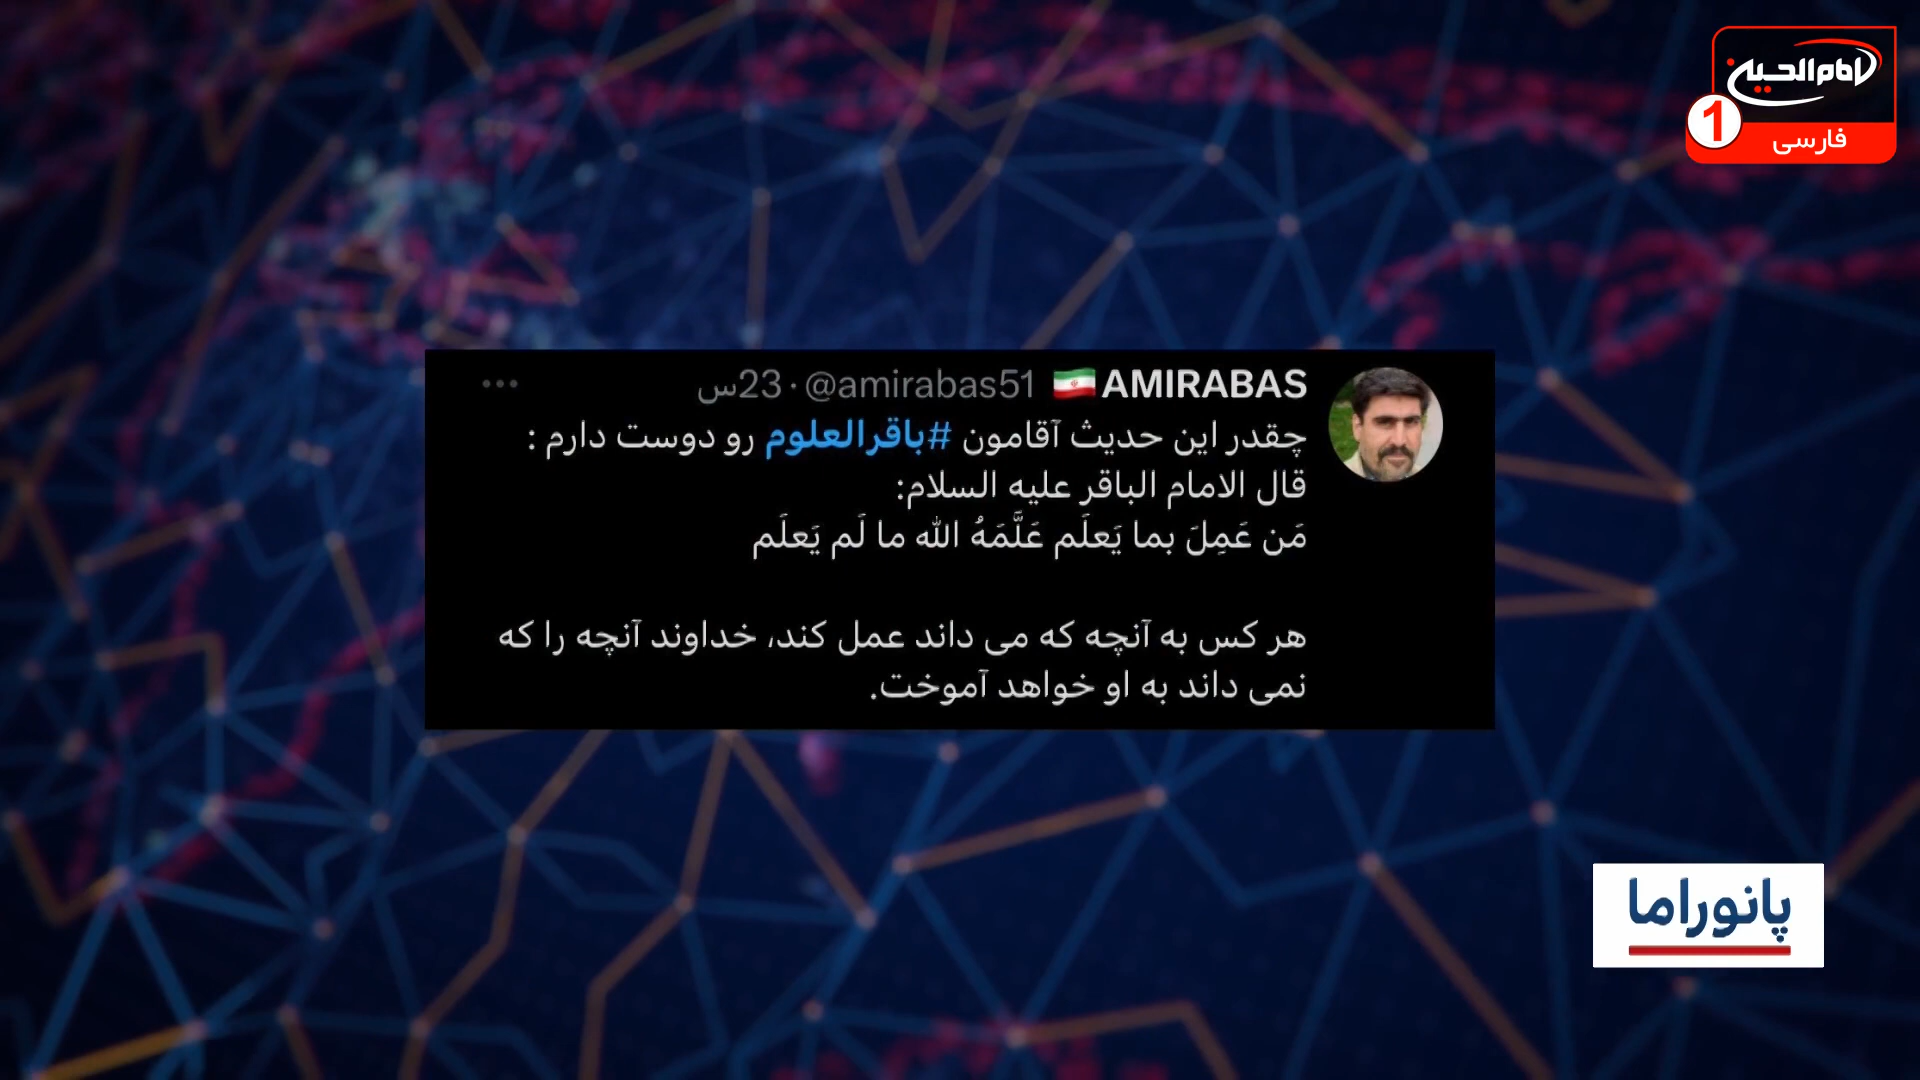 امام الحسین
1
فارسی
AMIRABAS🇮🇷 @amirabas51 · 23س
چقدر این حدیث آقامون #باقرالعلوم رو دوست دارم :
قال الامام الباقر علیه السلام:
مَن عَمِلَ بما یَعلَم عَلَّمَهُ الله ما لَم یَعلَم
هر کس به آنچه که می داند عمل کند، خداوند آنچه را که
نمی داند به او خواهد آموخت.
پانوراما